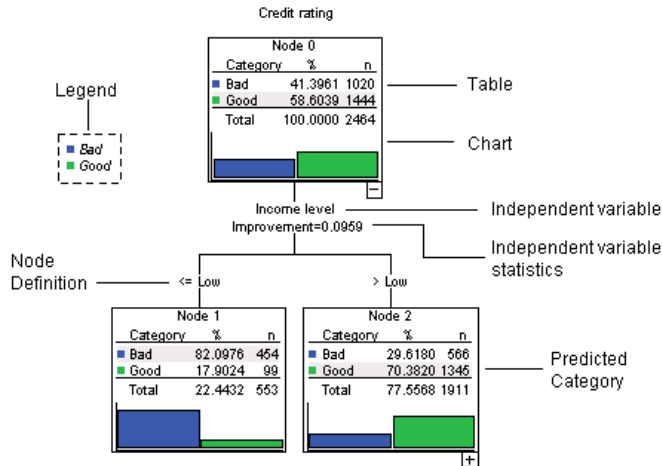 Credit rating
Node 0
Category % n
Bad 41.3961 1020
Good 58.6039 1444
Total 100.0000 2464
Table
Legend
Bad
Good
Chart
Income level
Independent variable
Improvement=0.0959
Independent variable
statistics
Node
Definition
<= Low
> Low
Node 1
Category % n
Bad 82.0976 454
Good 17.9024 99
Total 22.4432 553
Node 2
Category % n
Bad 29.6180 566
Good 70.3820 1345
Total 77.5568 1911
Predicted
Category